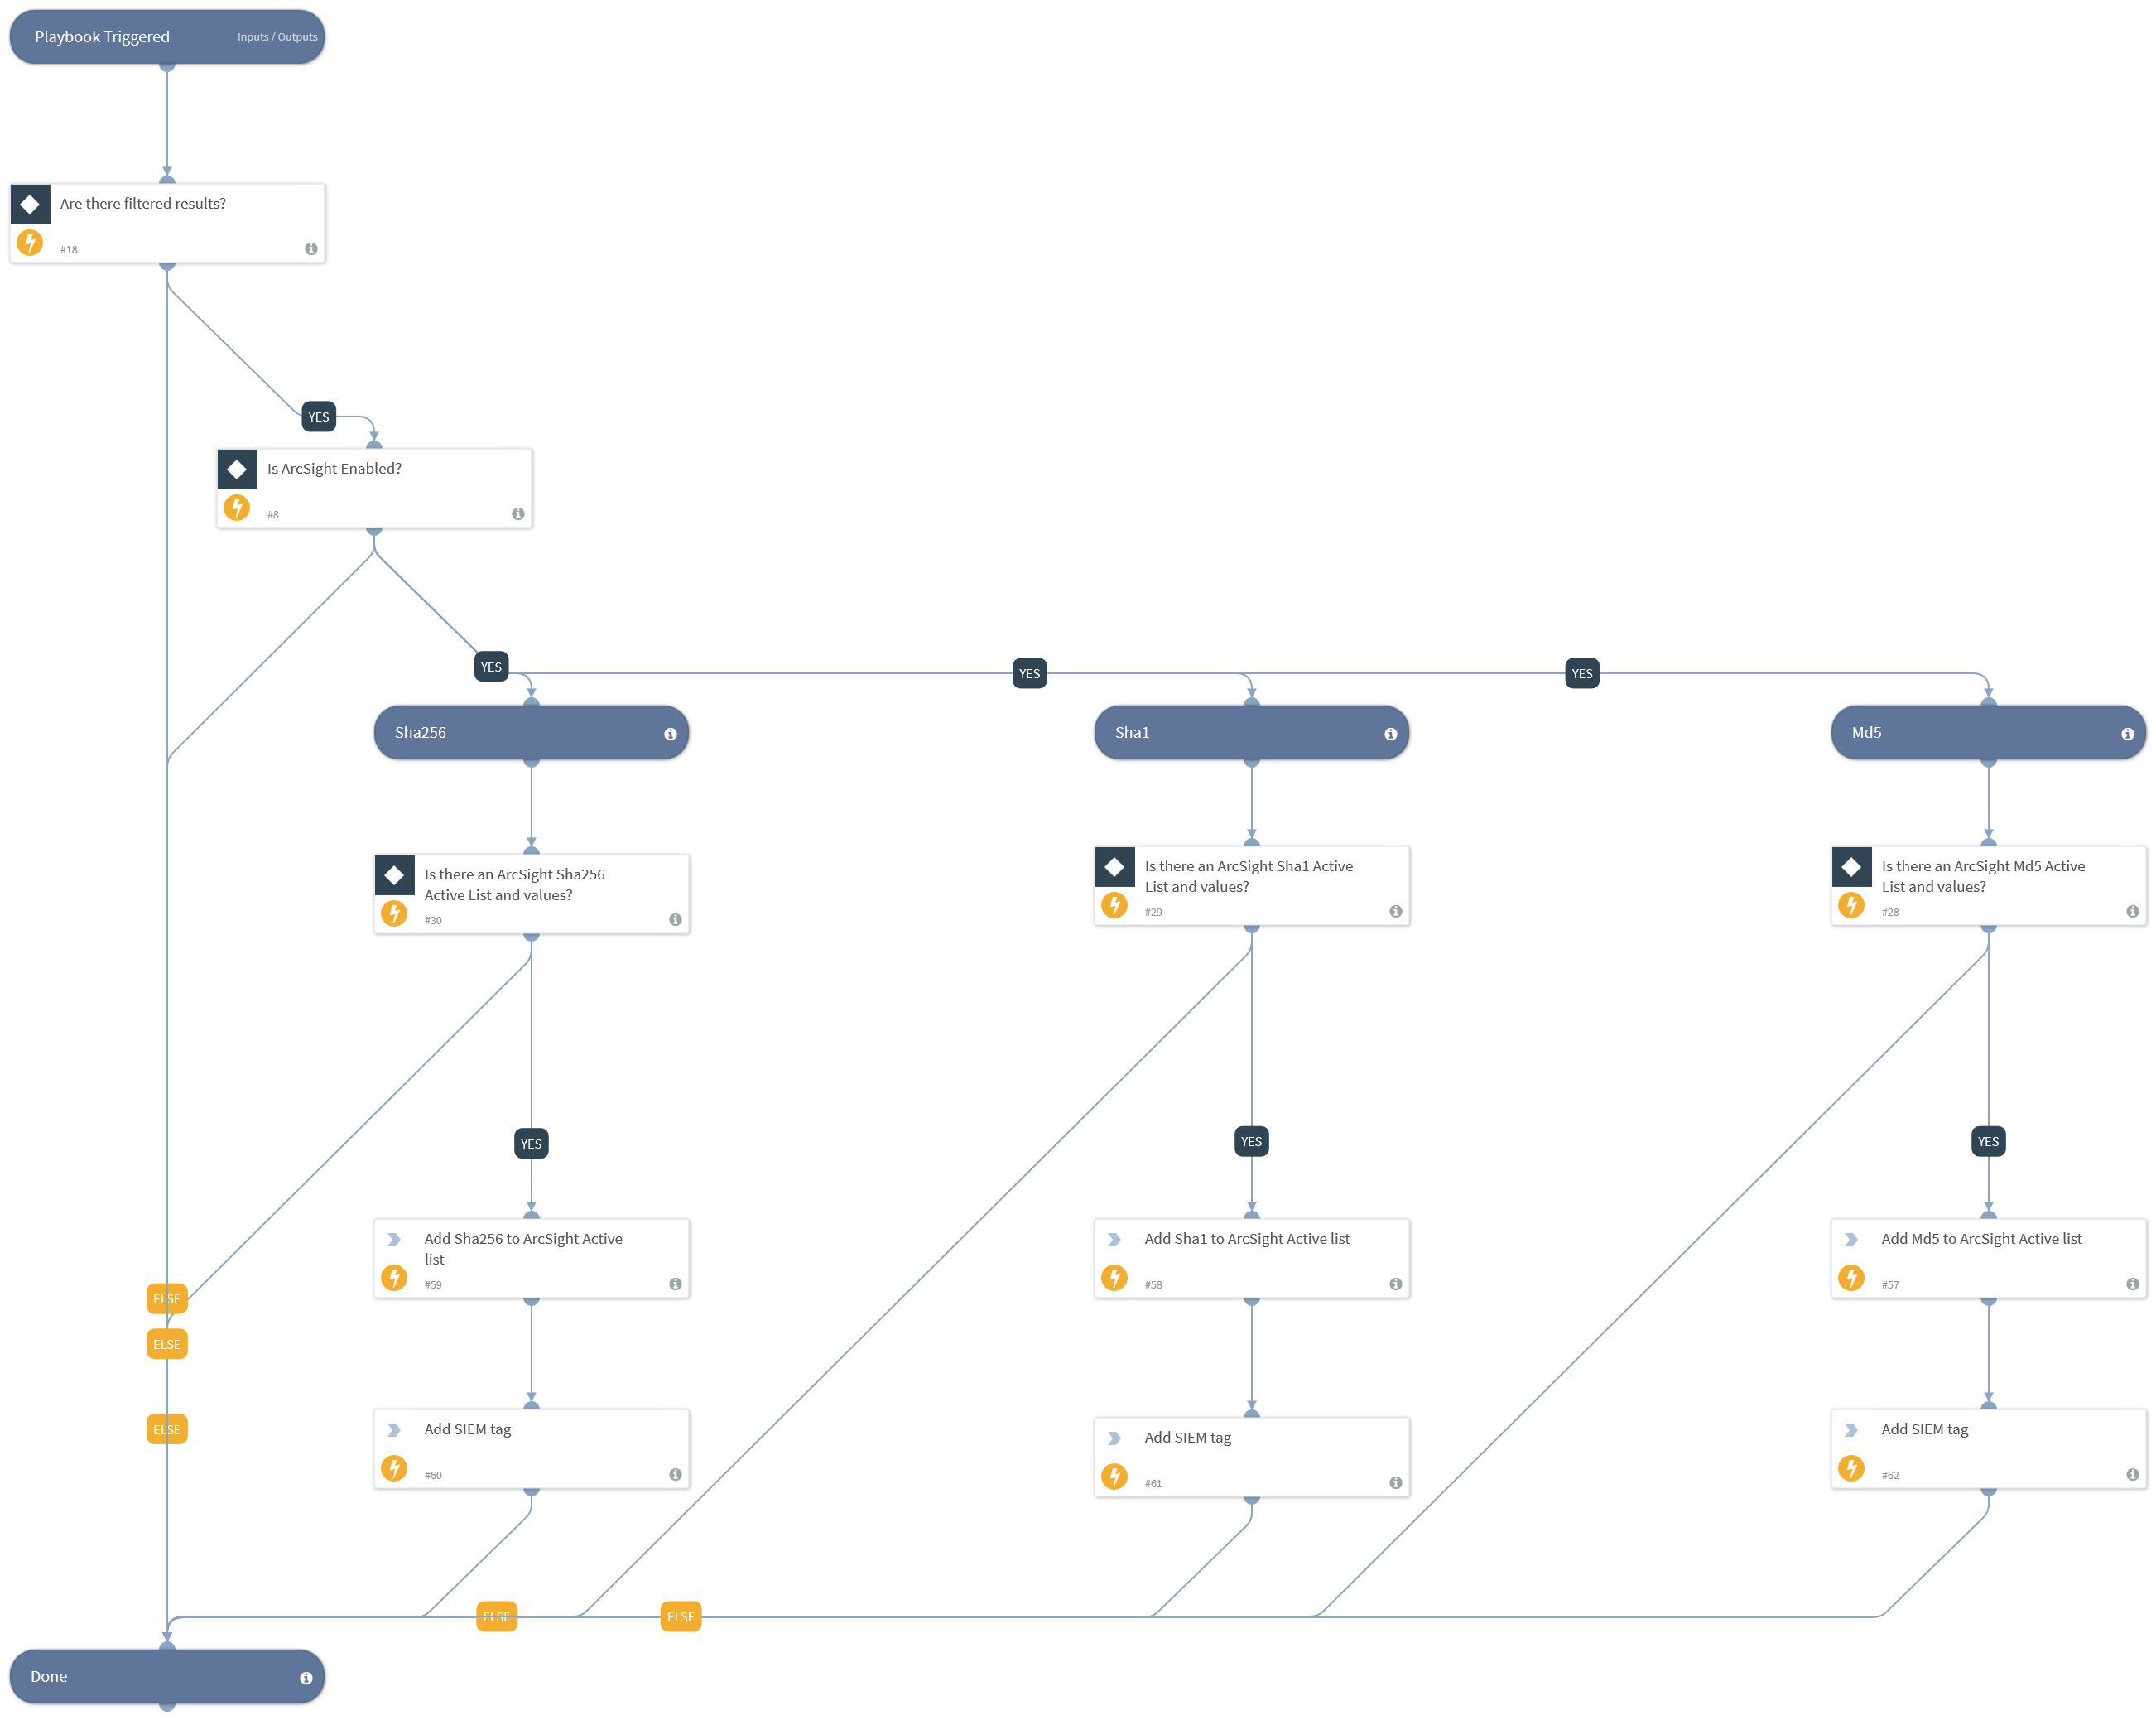 Playbook Triggered
Inputs / Outputs
Are there filtered results?
#18
YES
Is ArcSight Enabled?
#8
YES
YES
YES
Sha256
Sha1
Md5
Is there an ArcSight Sha256
Active List and values?
#30
Is there an ArcSight Sha1 Active
List and values?
#29
Is there an ArcSight Md5 Active
List and values?
#28
YES
YES
YES
Add Sha256 to ArcSight Active
list
#59
Add Sha1 to ArcSight Active list
#58
Add Md5 to ArcSight Active list
#57
ELSE
ELSE
ELSE
Add SIEM tag
#60
Add SIEM tag
#61
Add SIEM tag
#62
ELSE
ELSE
Done